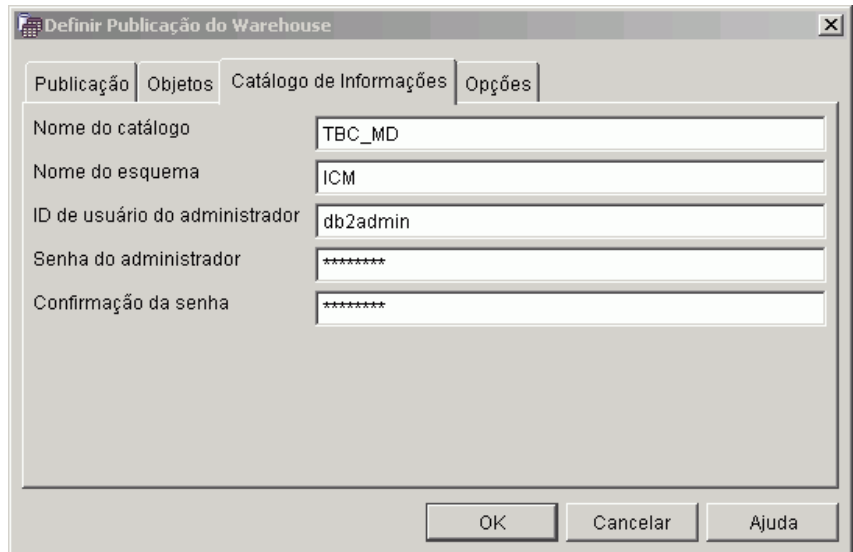 Definir Publicação do Warehouse
Publicação Objetos Catálogo de Informações Opções
Nome do catálogo TBC_MD
Nome do esquema ICM
ID de usuário do administrador db2admin
Senha do administrador ********
Confirmação da senha ********
OK Cancelar Ajuda